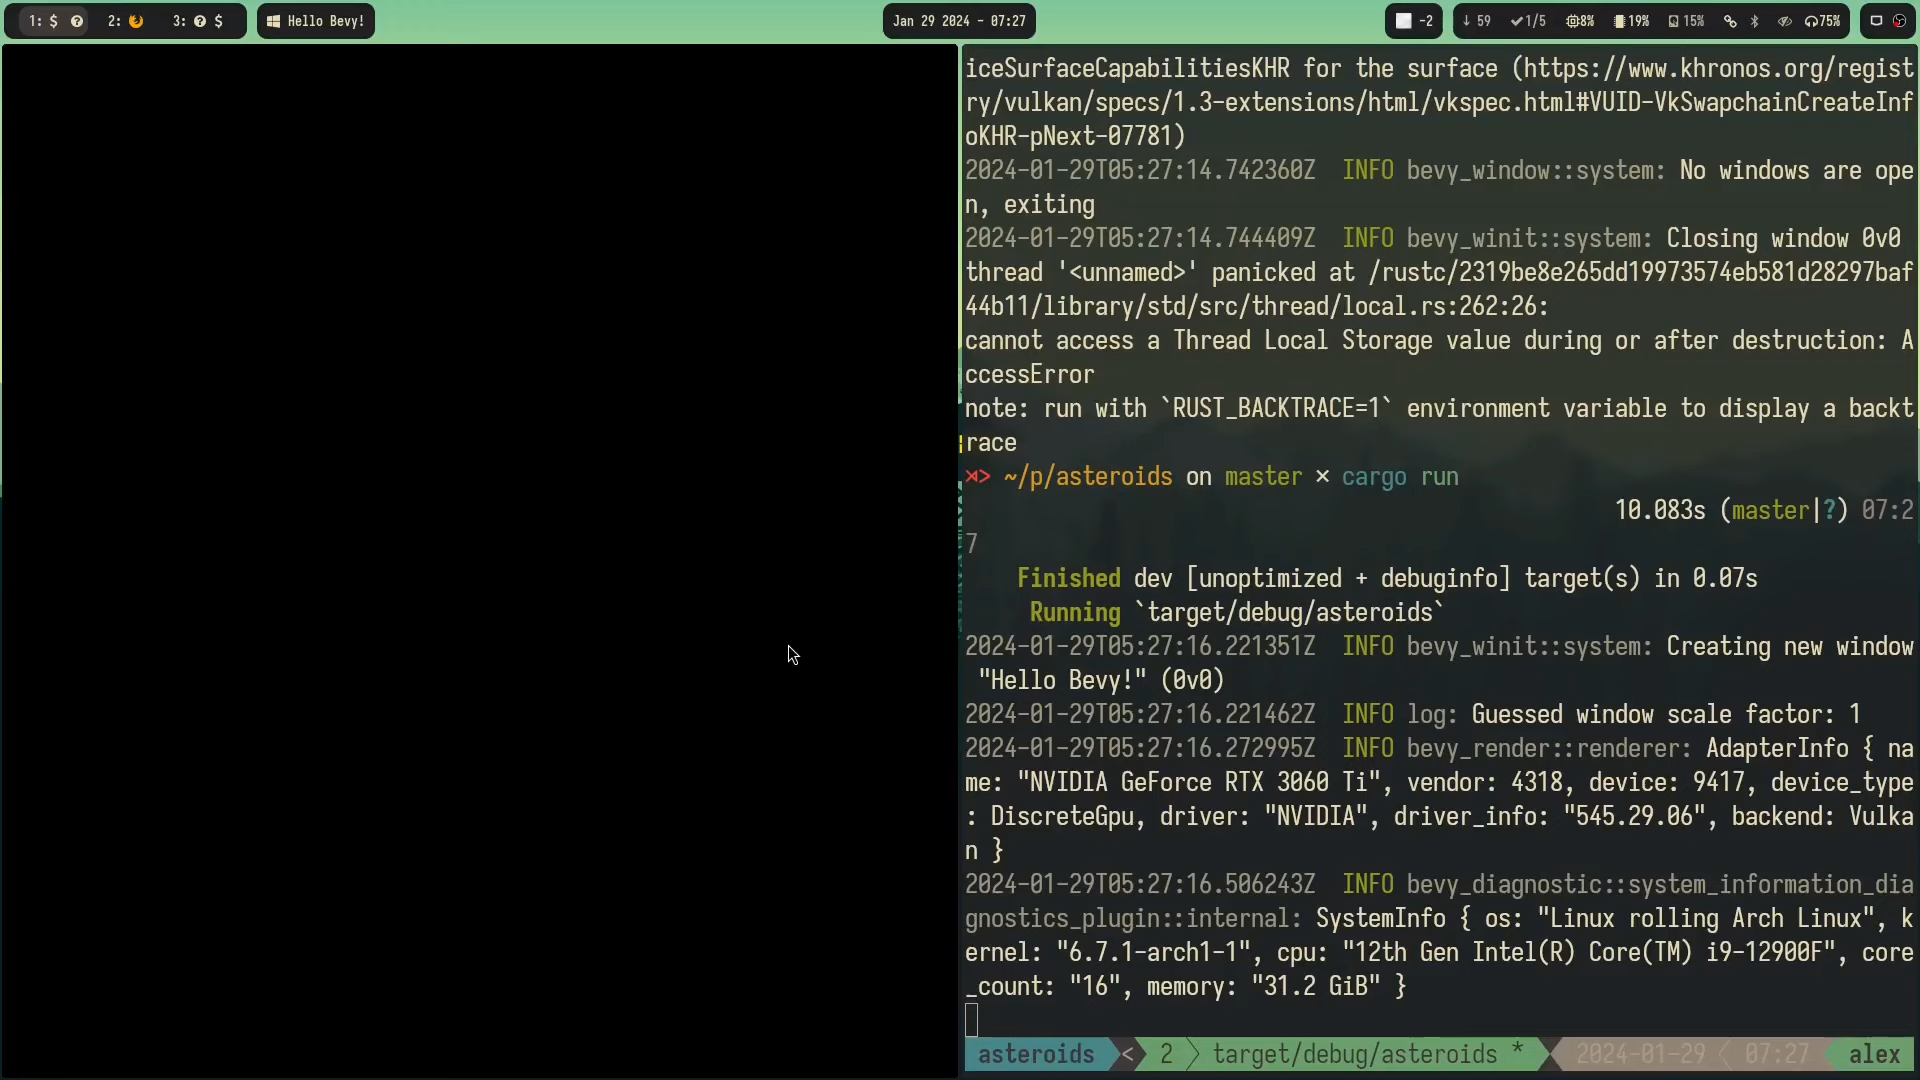 1: $
2:
3: $
Hello Bevy!
Jan 29 2024 - 07:27
-2
↓ 59
1/5
8%
19%
15%
75%
iceSurfaceCapabilitiesKHR for the surface (https://www.khronos.org/regist
ry/vulkan/specs/1.3-extensions/html/vkspec.html#VUID-VkSwapchainCreateInf
oKHR-pNext-07781)
2024-01-29T05:27:14.742360Z  INFO bevy_window::system: No windows are ope
n, exiting
2024-01-29T05:27:14.744409Z  INFO bevy_winit::system: Closing window 0v0
thread '<unnamed>' panicked at /rustc/2319be8e265dd19973574eb581d28297baf
44b11/library/std/src/thread/local.rs:262:26:
cannot access a Thread Local Storage value during or after destruction: A
ccessError
note: run with `RUST_BACKTRACE=1` environment variable to display a backt
race
~/p/asteroids on master × cargo run
10.083s (master|?) 07:2
7
Finished dev [unoptimized + debuginfo] target(s) in 0.07s
Running `target/debug/asteroids`
2024-01-29T05:27:16.221351Z  INFO bevy_winit::system: Creating new window
"Hello Bevy!" (0v0)
2024-01-29T05:27:16.221462Z  INFO log: Guessed window scale factor: 1
2024-01-29T05:27:16.272995Z  INFO bevy_render::renderer: AdapterInfo { na
me: "NVIDIA GeForce RTX 3060 Ti", vendor: 4318, device: 9417, device_type
: DiscreteGpu, driver: "NVIDIA", driver_info: "545.29.06", backend: Vulka
n }
2024-01-29T05:27:16.506243Z  INFO bevy_diagnostic::system_information_dia
gnostics_plugin::internal: SystemInfo { os: "Linux rolling Arch Linux", k
ernel: "6.7.1-arch1-1", cpu: "12th Gen Intel(R) Core(TM) i9-12900F", core
_count: "16", memory: "31.2 GiB" }
asteroids < 2 target/debug/asteroids * 2024-01-29 07:27 alex